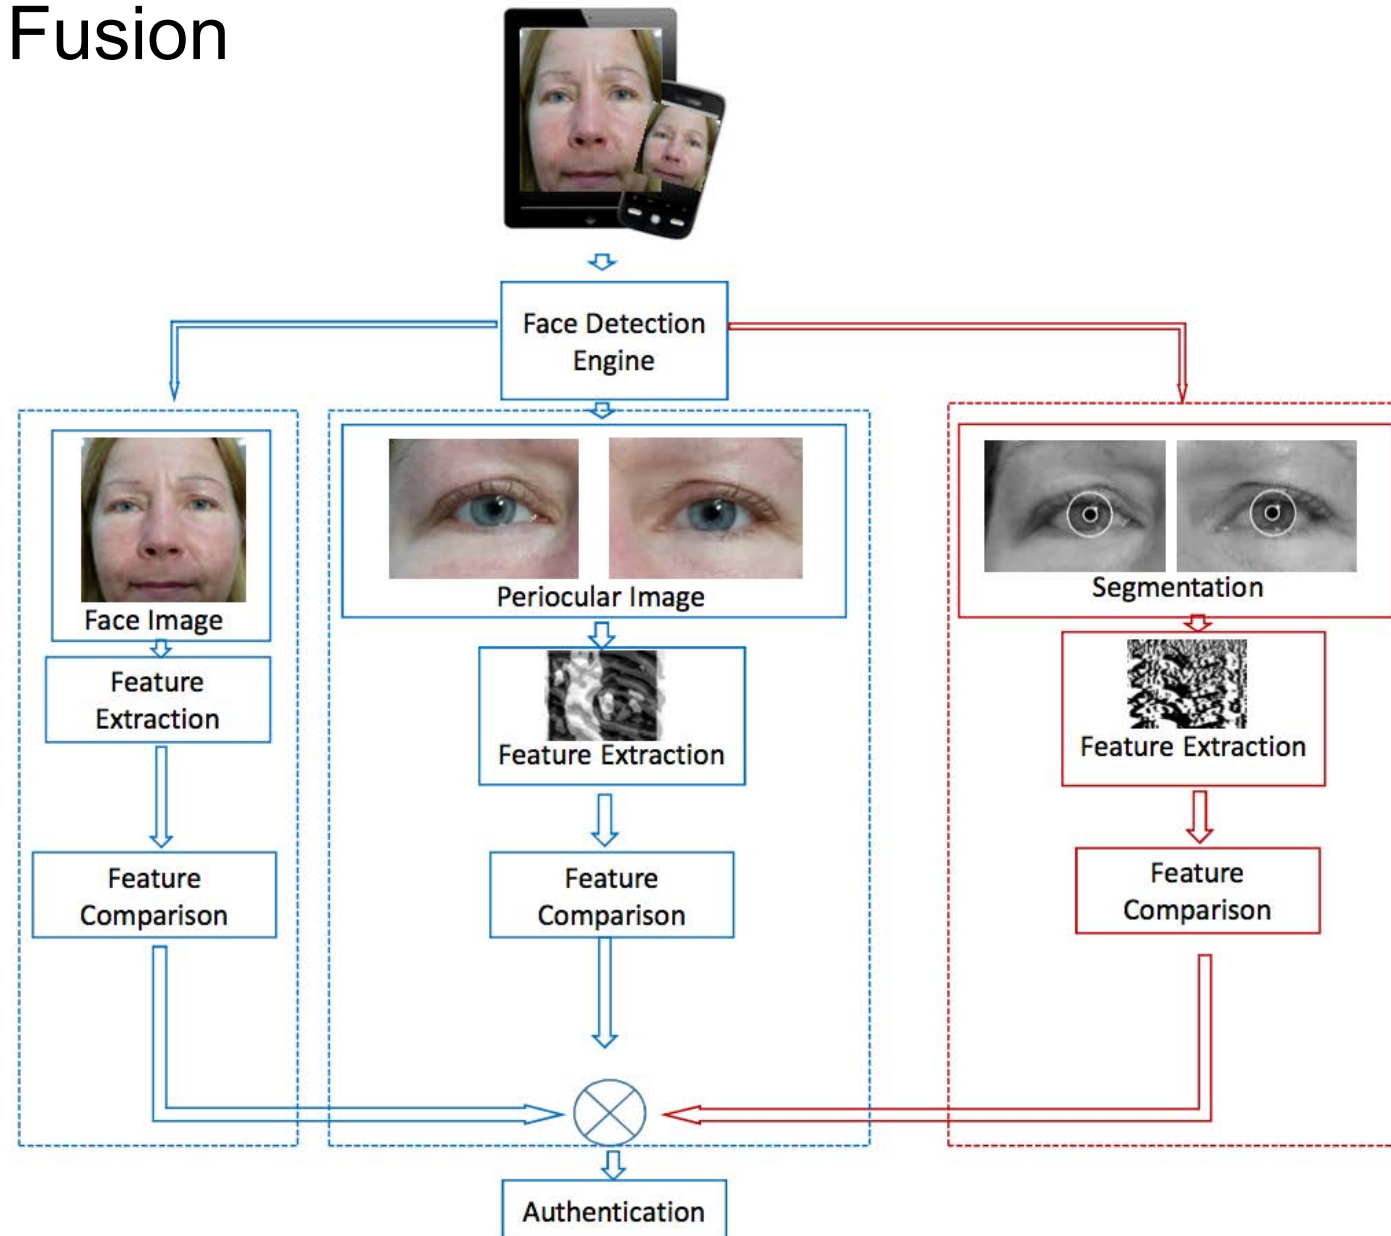 Fusion
Face Detection
Engine
Face Image
Feature
Extraction
Feature
Comparison
Periocular Image
Feature Extraction
Feature
Comparison
Segmentation
Feature Extraction
Feature
Comparison
Authentication